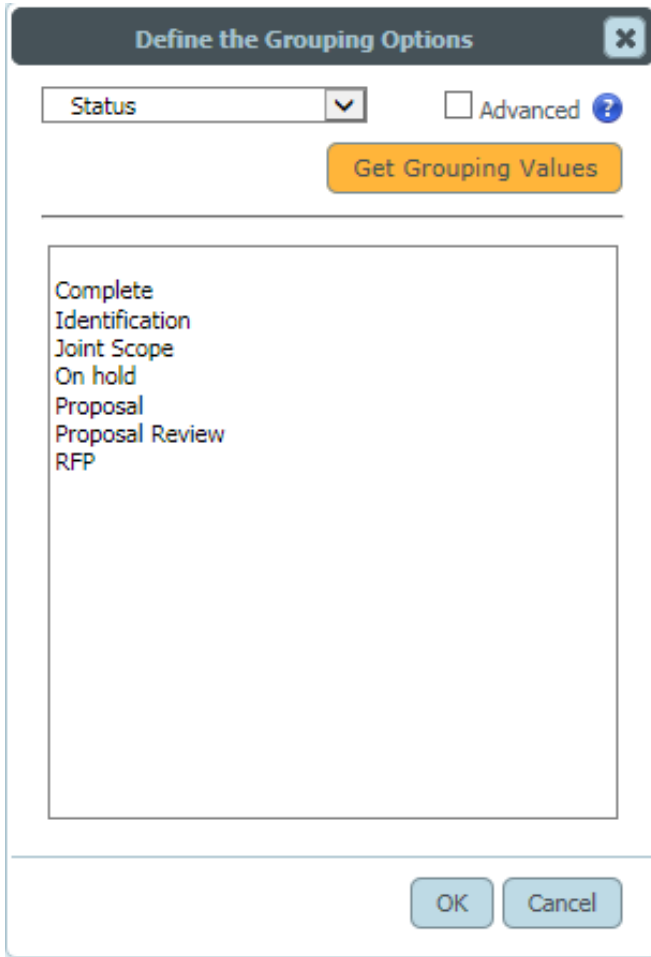 Define the Grouping Options
Status
Advanced
Get Grouping Values
Complete
Identification
Joint Scope
On hold
Proposal
Proposal Review
RFP
OK
Cancel